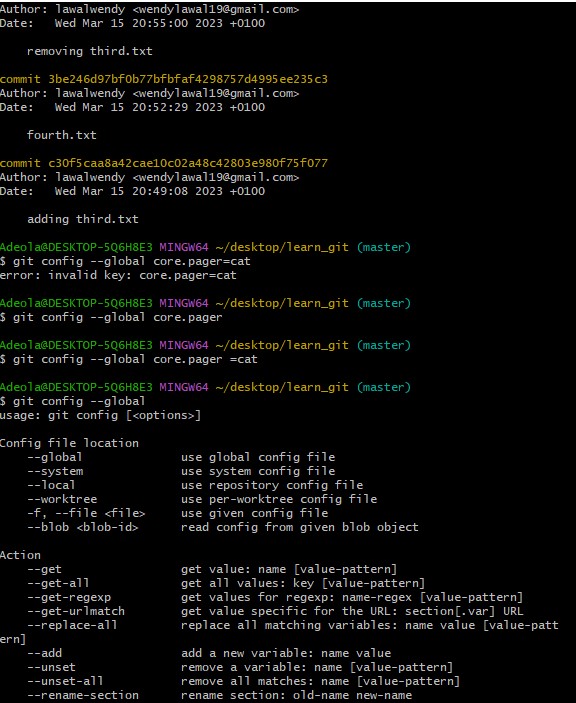 Author: lawalwendy <wendylawal19@gmail.com>
Date:   Wed Mar 15 20:55:00 2023 +0100
    removing third.txt
commit 3be246d97bf0b77bfbfaf4298757d4995ee235c3
Author: lawalwendy <wendylawal19@gmail.com>
Date:   Wed Mar 15 20:52:29 2023 +0100
    fourth.txt
commit c30f5caa8a42cae10c02a48c42803e980f75f077
Author: lawalwendy <wendylawal19@gmail.com>
Date:   Wed Mar 15 20:49:08 2023 +0100
    adding third.txt
Adeola@DESKTOP-5Q6H8E3 MINGW64 ~/desktop/learn_git (master)
$ git config --global core.pager=cat
error: invalid key: core.pager=cat
Adeola@DESKTOP-5Q6H8E3 MINGW64 ~/desktop/learn_git (master)
$ git config --global core.pager
Adeola@DESKTOP-5Q6H8E3 MINGW64 ~/desktop/learn_git (master)
$ git config --global core.pager =cat
Adeola@DESKTOP-5Q6H8E3 MINGW64 ~/desktop/learn_git (master)
$ git config --global
usage: git config [<options>]
Config file location
    --global              use global config file
    --system              use system config file
    --local               use repository config file
    --worktree            use per-worktree config file
    -f, --file <file>     use given config file
    --blob <blob-id>      read config from given blob object
Action
    --get                 get value: name [value-pattern]
    --get-all             get all values: key [value-pattern]
    --get-regexp          get values for regexp: name-regex [value-pattern]
    --get-urlmatch        get value specific for the URL: section[.var] URL
    --replace-all         replace all matching variables: name value [value-patt
ern]
    --add                 add a new variable: name value
    --unset               remove a variable: name [value-pattern]
    --unset-all           remove all matches: name [value-pattern]
    --rename-section      rename section: old-name new-name